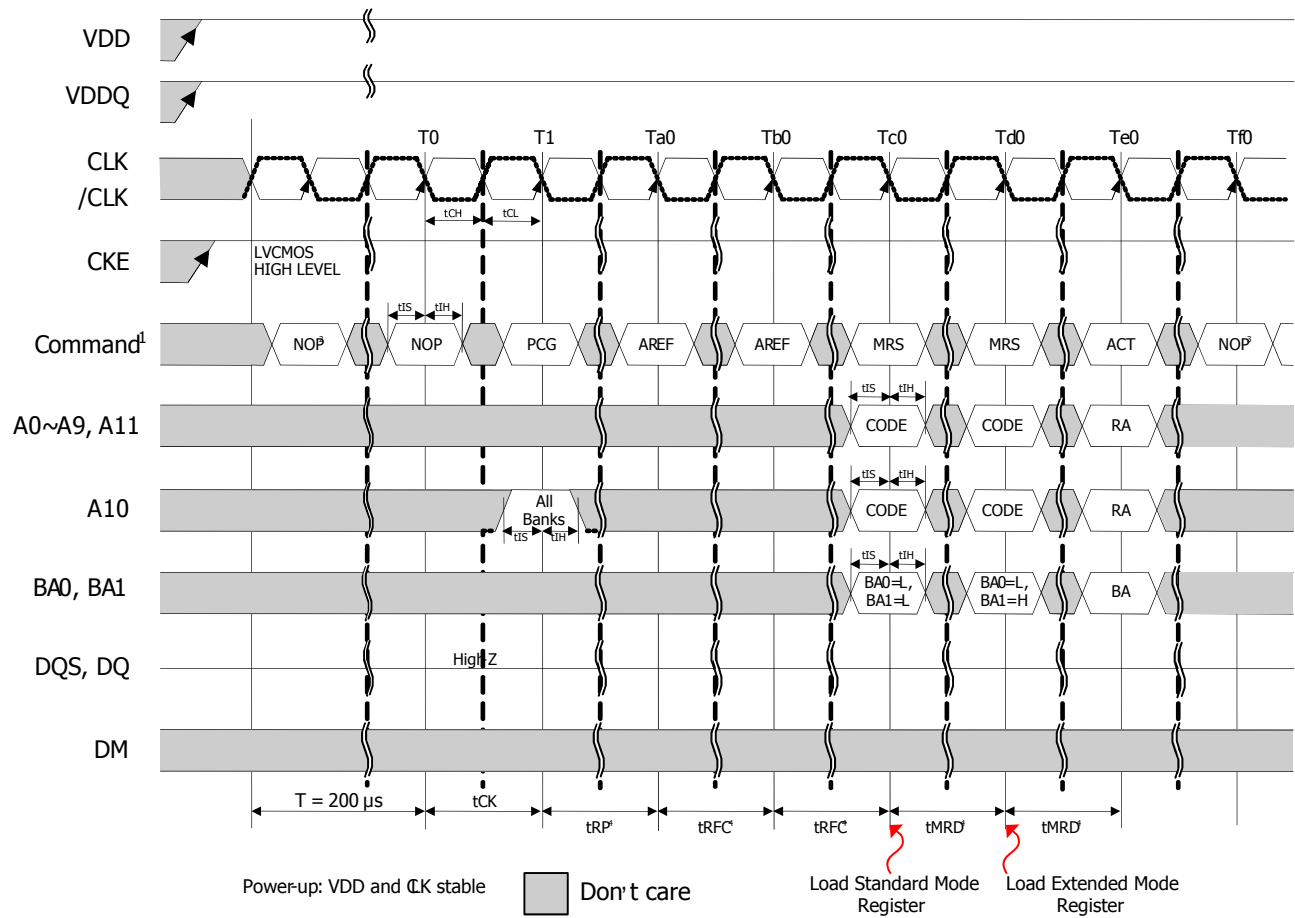 VDD
VDDQ
T0 T1 Ta0 Tb0 Tc0 Td0 Te0 Tf0
CLK
/CLK
tCH tCL
CKE
LVCMOS
HIGH LEVEL
tIS tIH
Command1 NOP3 NOP PCG AREF AREF MRS MRS ACT NOP3
tIS tIH
A0~A9, A11 CODE CODE RA
tIS tIH
A10 All
Banks CODE CODE RA
tIS tIH
tIS tIH
BA0, BA1 BA0=L,
BA1=L BA0=L,
BA1=H BA
DQS, DQ High-Z
DM
T = 200 µs tCK
tRP4 tRFC4 tRFC4 tMRD4 tMRD4
Power-up: VDD and CLK stable
Don't care
Load Standard Mode
Register
Load Extended Mode
Register